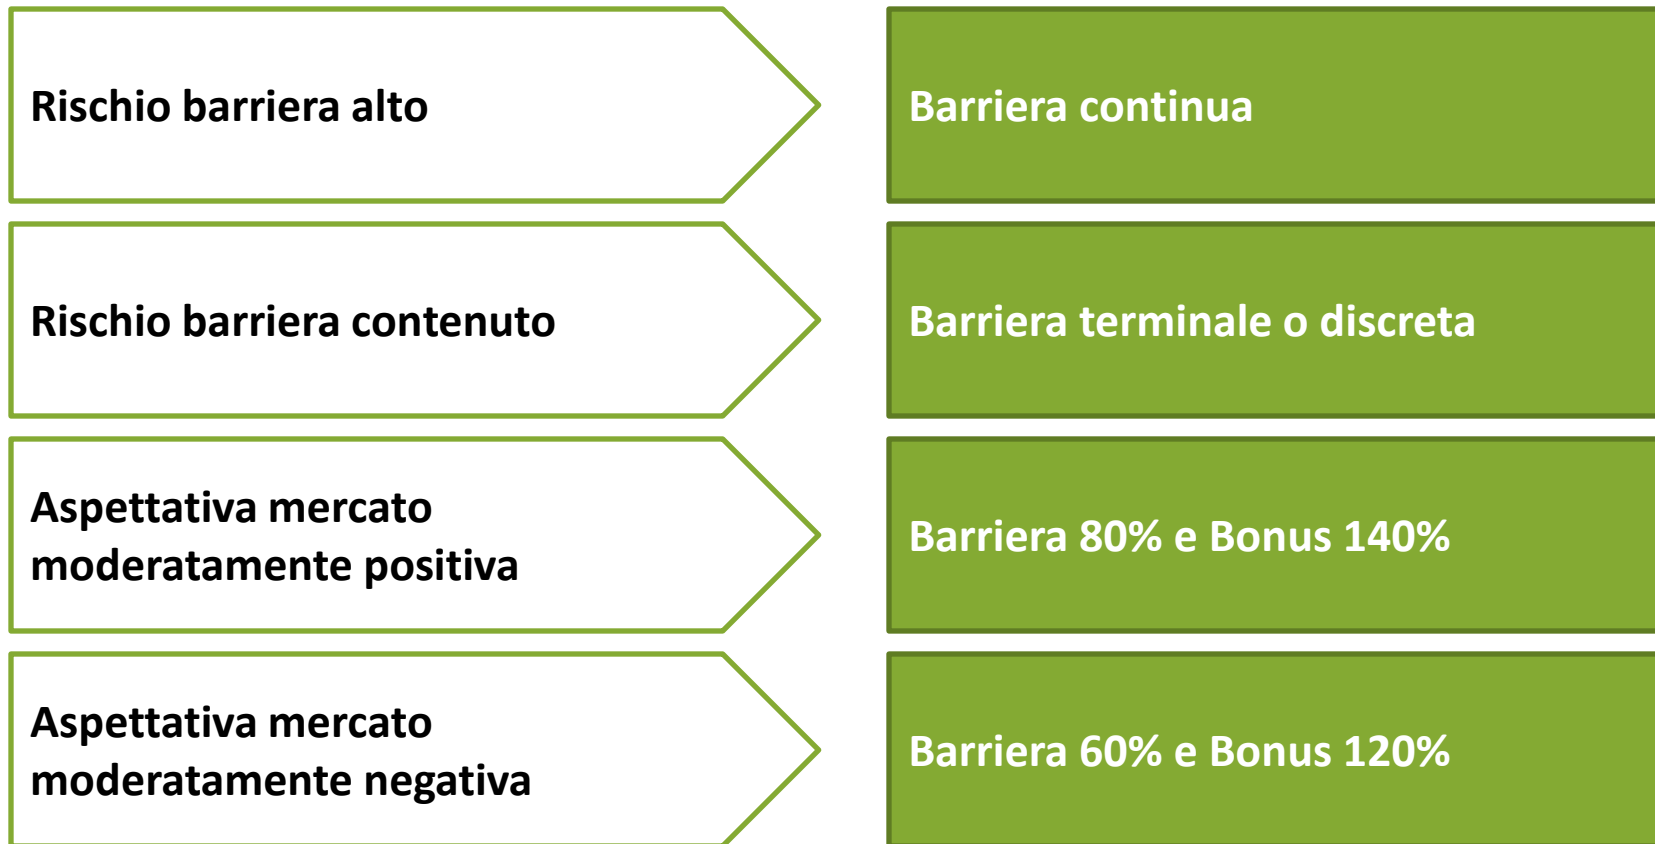 Rischio barriera alto
Barriera continua
Rischio barriera contenuto
Barriera terminale o discreta
Aspettativa mercato
moderatamente positiva
Barriera 80% e Bonus 140%
Aspettativa mercato
moderatamente negativa
Barriera 60% e Bonus 120%